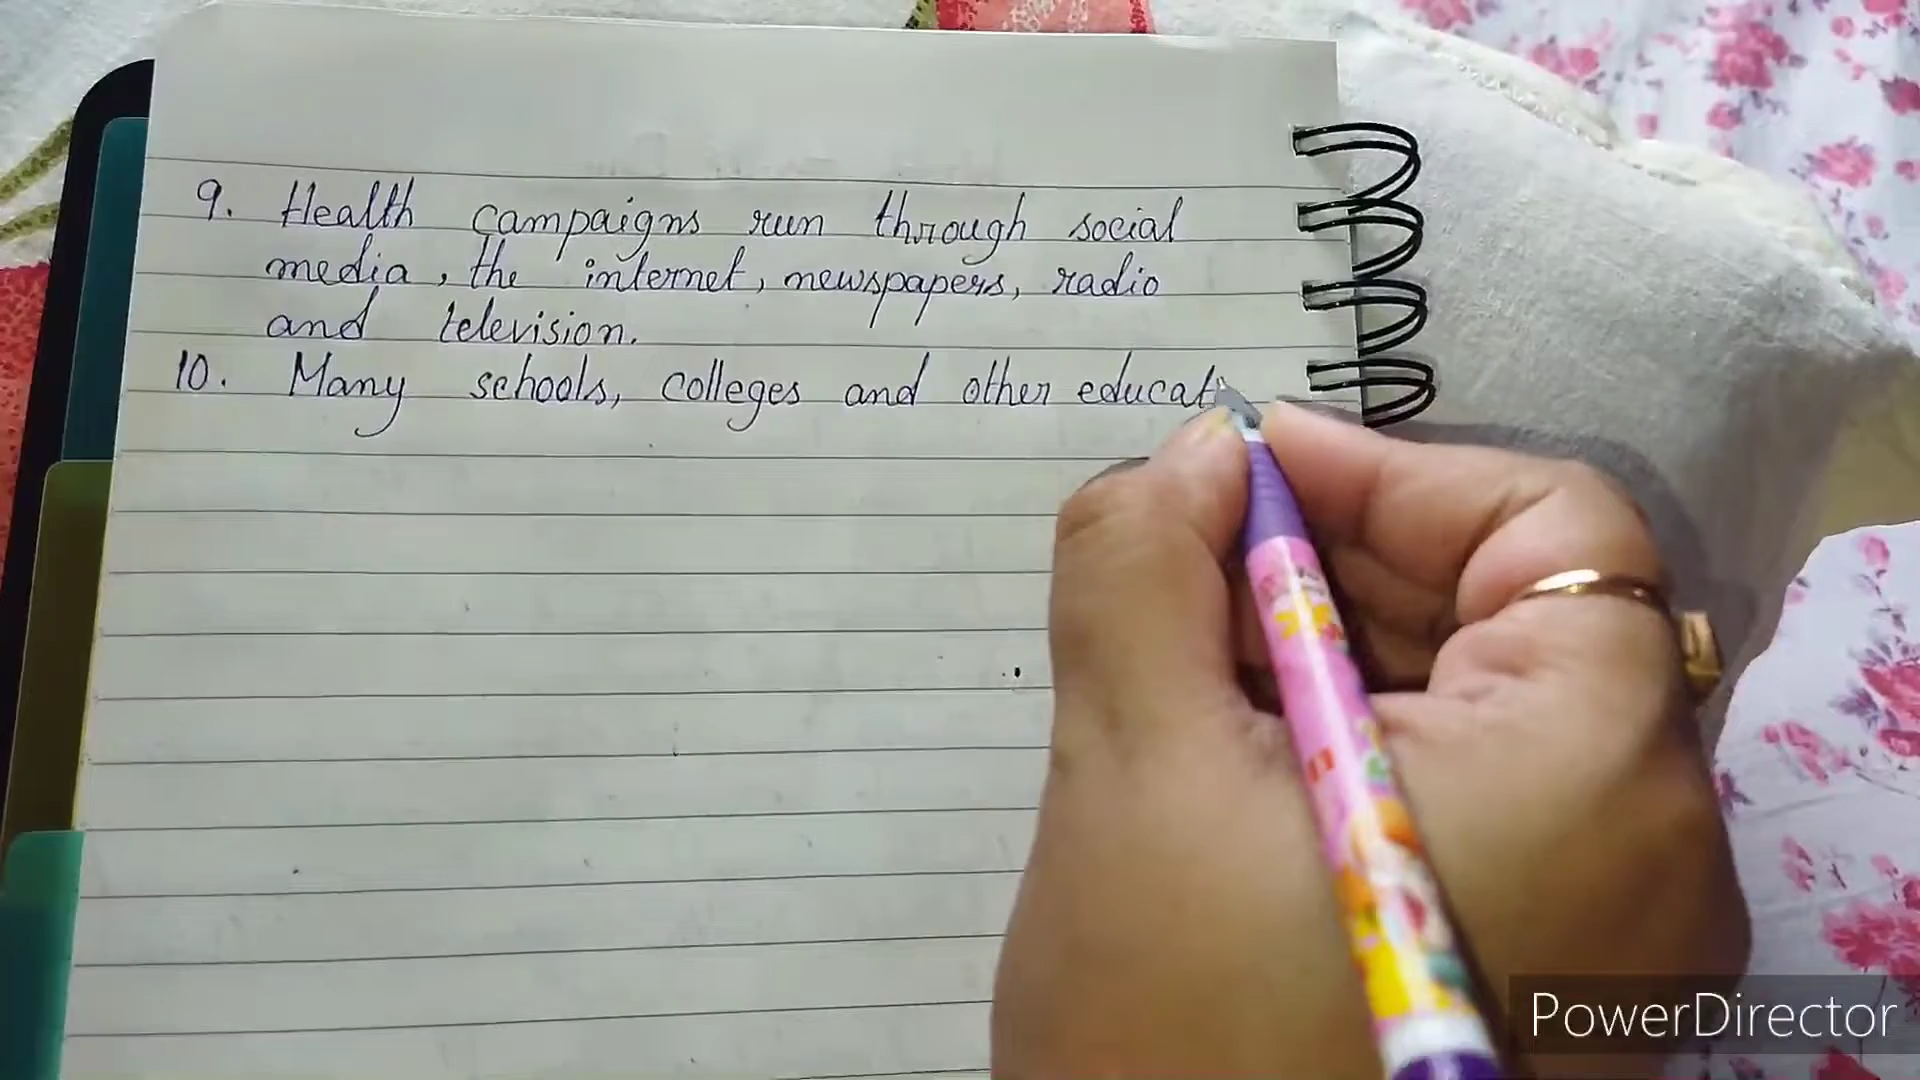 9. Health campaigns run through social
media, the internet, newspapers, radio
and television.
10. Many schools, colleges and other educat
PowerDirector